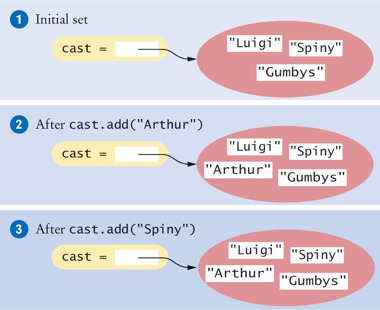 1 Initial set
cast =
"Luigi" "Spiny"
"Gumbys"
2 After cast.add("Arthur")
cast =
"Luigi" "Spiny"
"Arthur" "Gumbys"
3 After cast.add("Spiny")
cast =
"Luigi" "Spiny"
"Arthur" "Gumbys"